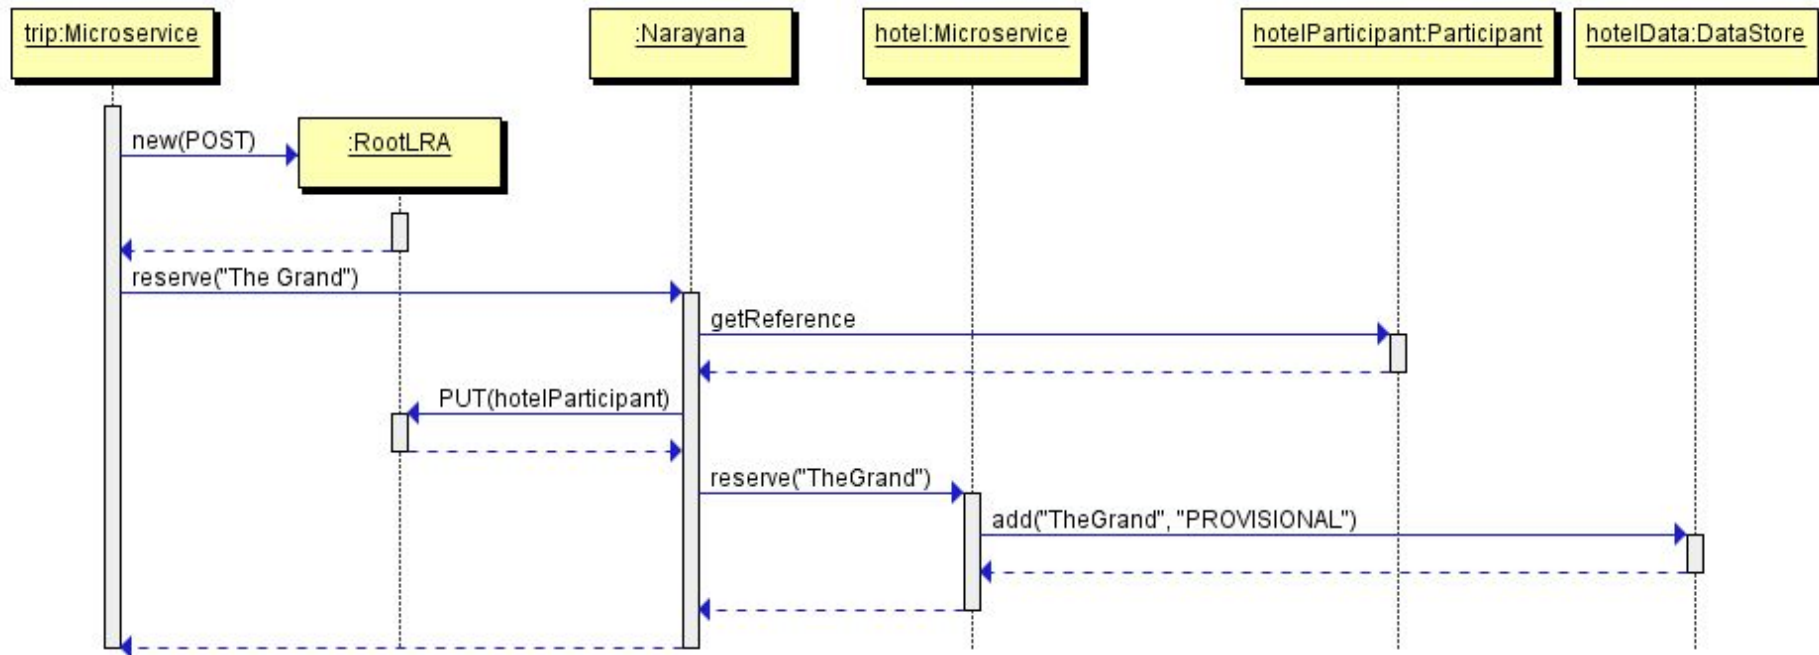 trip:Microservice
:Narayana
hotel:Microservice
hotelParticipant:Participant
hotelData:DataStore
new(POST)
:RootLRA
reserve("The Grand")
getReference
PUT(hotelParticipant)
reserve("TheGrand")
add("TheGrand", "PROVISIONAL")